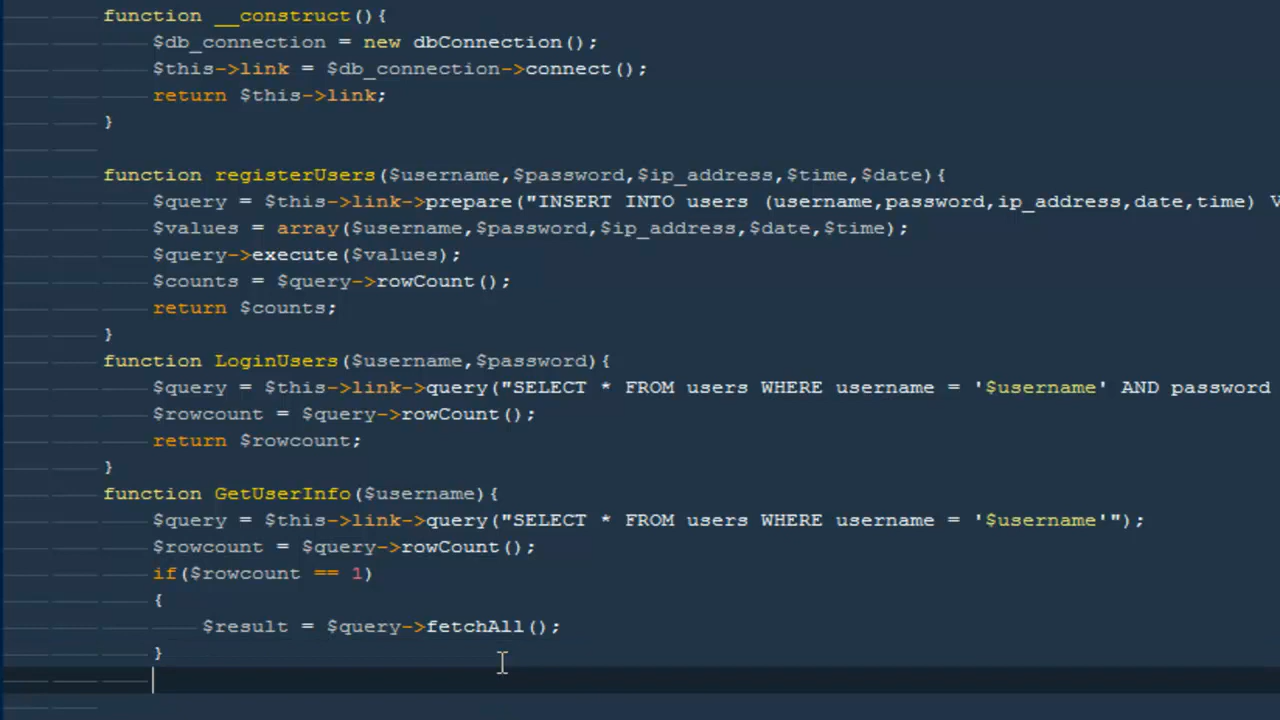 function __construct(){
$db_connection = new dbConnection();
$this->link = $db_connection->connect();
return $this->link;
}
function registerUsers($username,$password,$ip_address,$time,$date){
$query = $this->link->prepare("INSERT INTO users (username,password,ip_address,date,time) V
$values = array($username,$password,$ip_address,$date,$time);
$query->execute($values);
$counts = $query->rowCount();
return $counts;
}
function LoginUsers($username,$password){
$query = $this->link->query("SELECT * FROM users WHERE username = '$username' AND password
$rowcount = $query->rowCount();
return $rowcount;
}
function GetUserInfo($username){
$query = $this->link->query("SELECT * FROM users WHERE username = '$username'");
$rowcount = $query->rowCount();
if($rowcount == 1)
{
$result = $query->fetchAll();
}